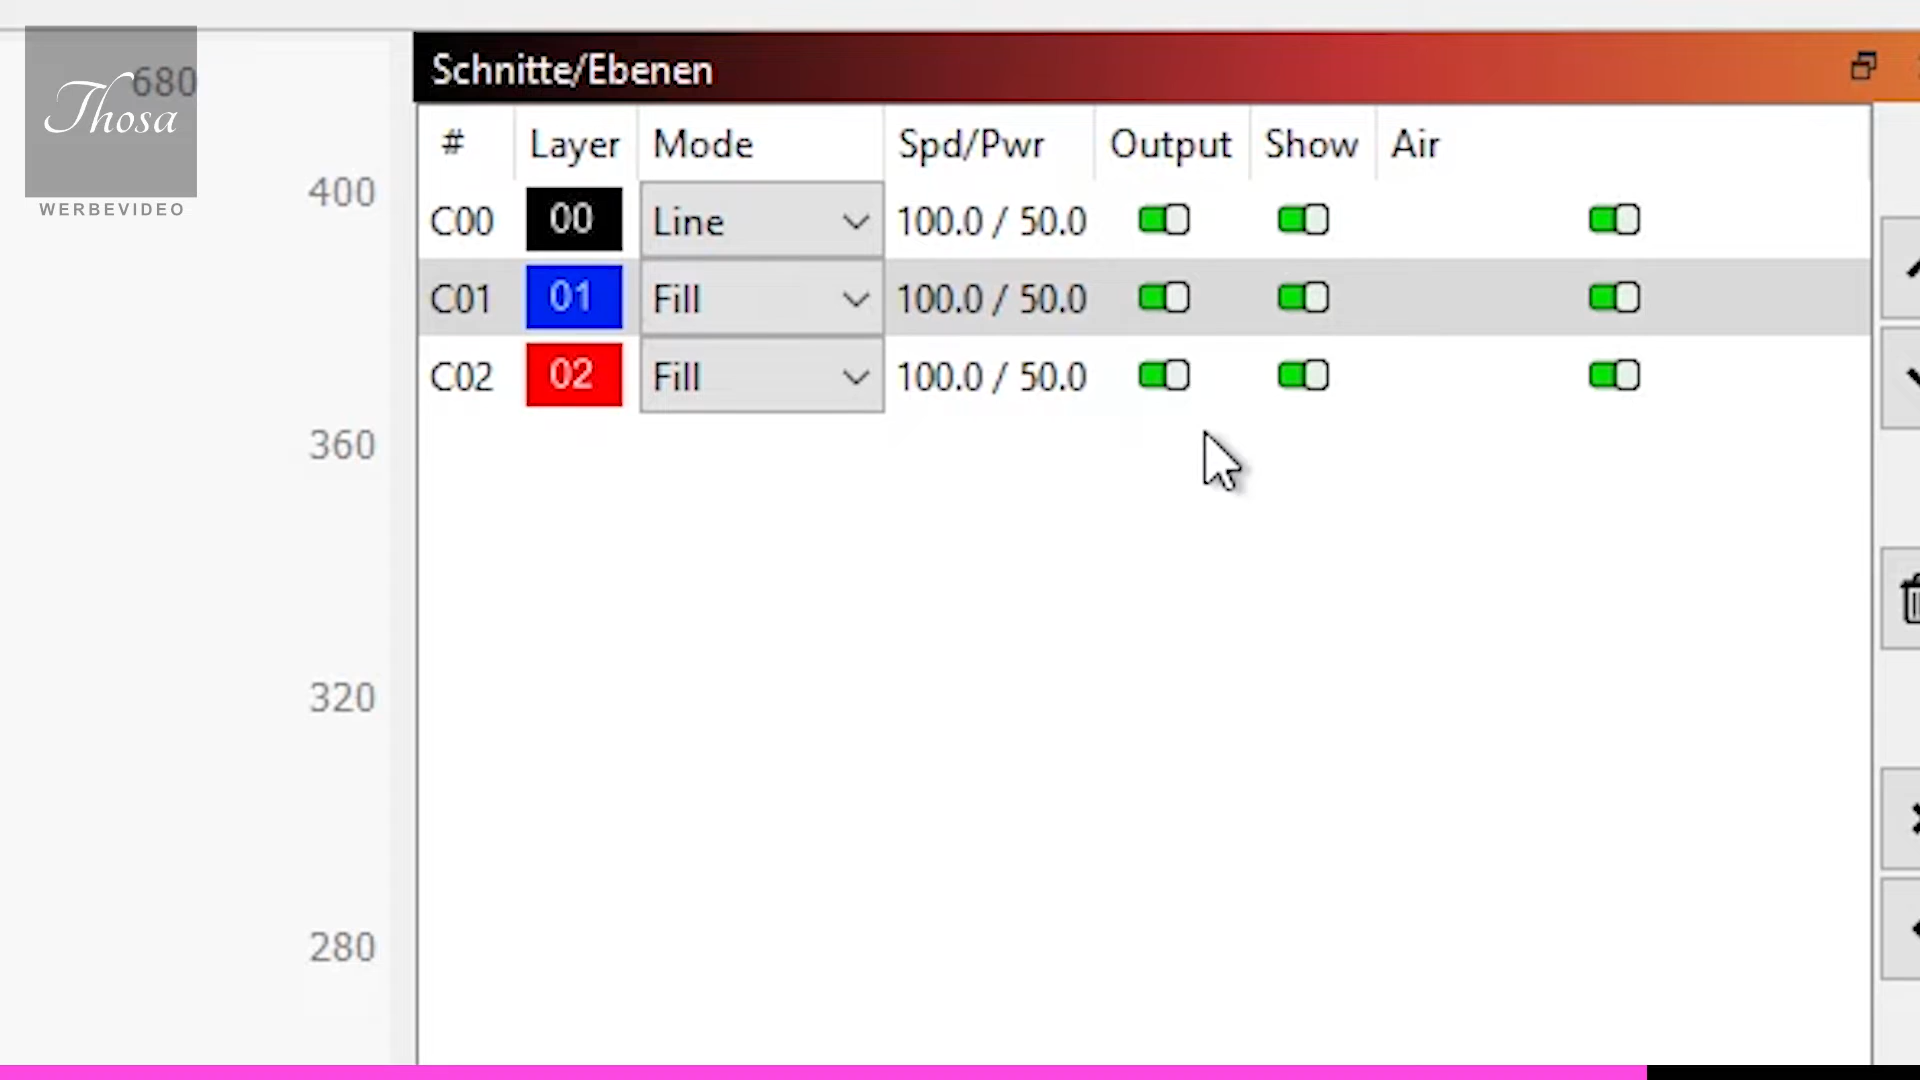 Thosa
WERBEVIDEO
680
400
360
320
280
Schnitte/Ebenen
# Layer Mode Spd/Pwr Output Show Air
C00 00 Line 100.0 / 50.0
C01 01 Fill 100.0 / 50.0
C02 02 Fill 100.0 / 50.0